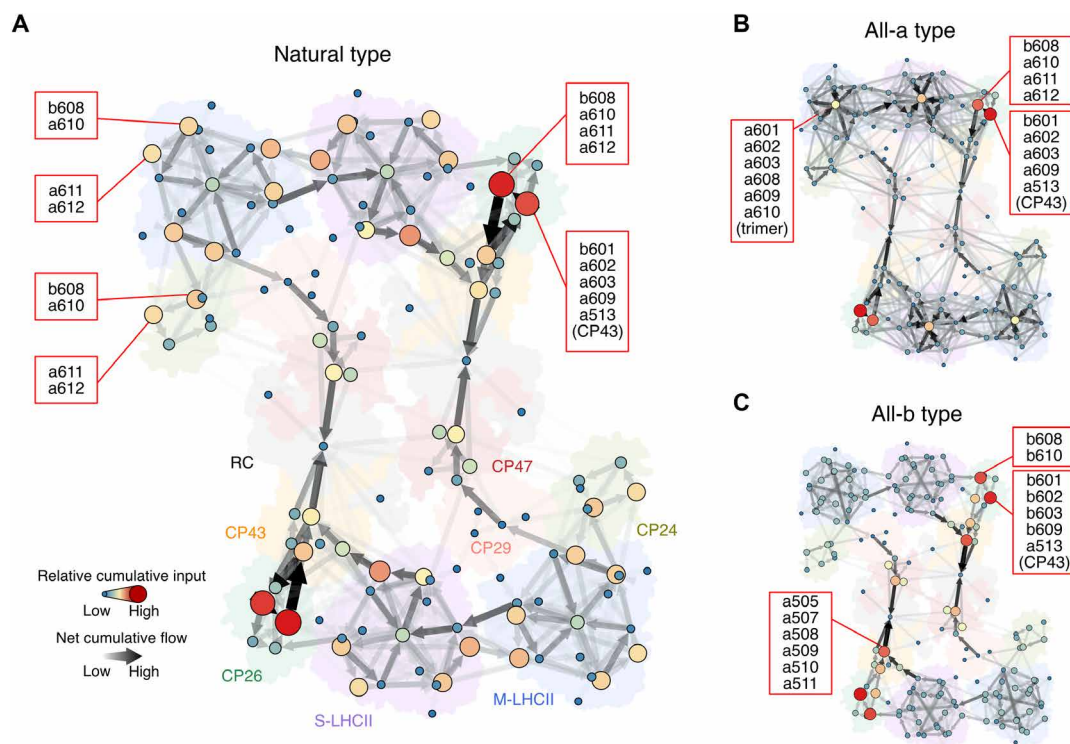 A
Natural type
b608
a610
a611
a612
b608
a610
a611
a612
b608
a610
a611
a612
b601
a602
a603
a609
a513
(CP43)
RC
CP47
CP43
CP29
CP24
Relative cumulative input
Low High
Net cumulative flow
Low High
CP26
S-LHCII
M-LHCII
B
All-a type
a601
a602
a603
a608
a609
a610
(trimer)
b608
a610
a611
a612
b601
a602
a603
a609
a513
(CP43)
C
All-b type
b608
b610
b601
b602
b603
b609
a513
(CP43)
a505
a507
a508
a509
a510
a511